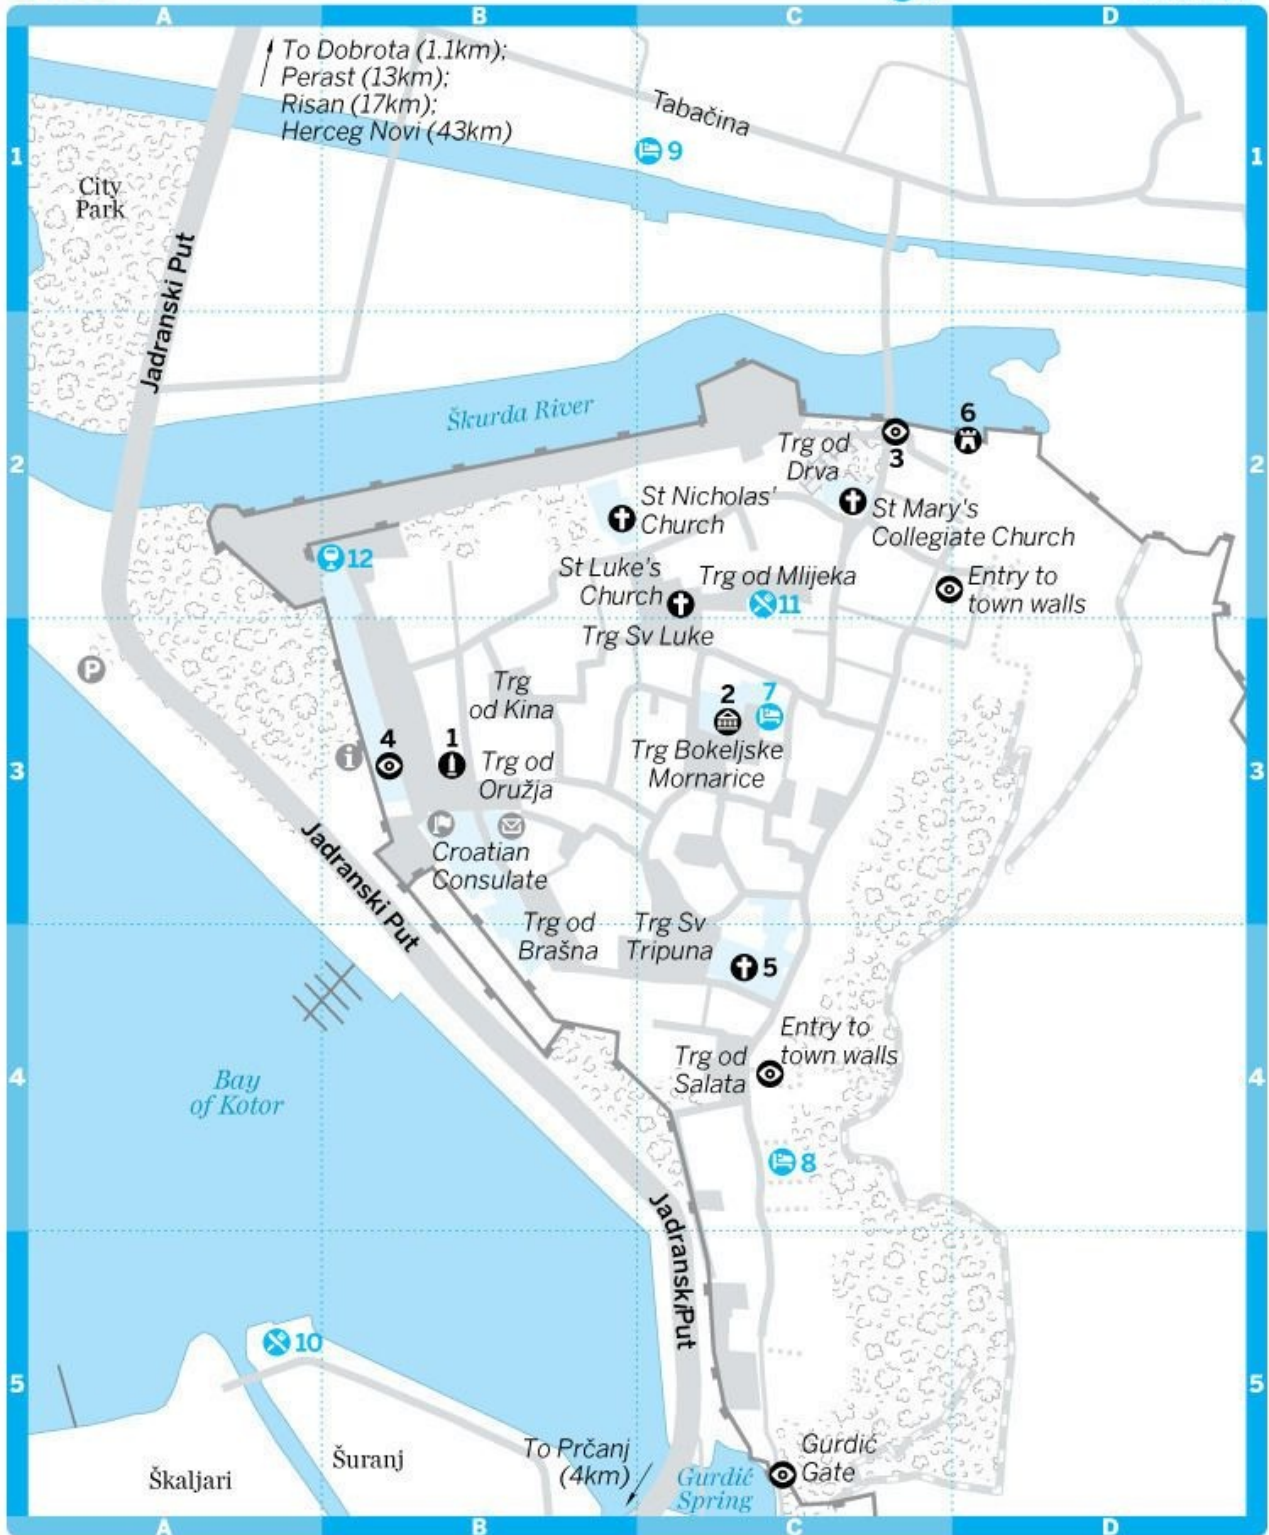 A B C D
To Dobrota (1.1km);
Perast (13km);
Risan (17km);
Herceg Novi (43km)
Tabačina
9
1 1
City
Park
Jadranski Put
Škurda River
6
Trg od
Drva
3
2 2
St Nicholas'
Church
St Mary's
Collegiate Church
12
St Luke's
Church
Trg od Mlijeka
11
Entry to
town walls
Trg Sv Luke
P
Trg
od Kina
2 7
4 1
i
Trg od
Oružja
Trg Bokeljske
Mornarice
3 3
Croatian
Consulate
Jadranski Put
Trg od
Brašna
Trg Sv
Tripuna
5
Entry to
town walls
Trg od
Salata
4 4
Bay
of Kotor
8
Jadranski Put
10
5 5
Škaljari
Šuranj
To Prčanj
(4km)
Gurdić
Spring
Gurdić
Gate
A B C D